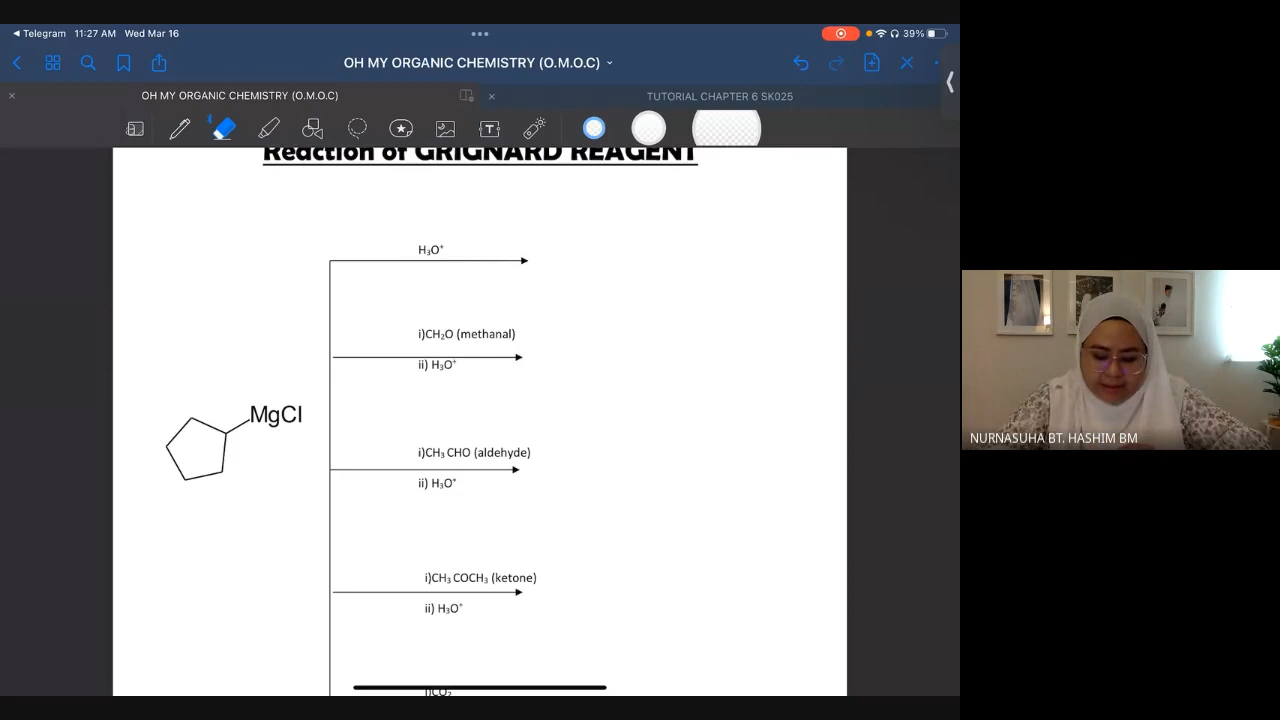 Telegram 11:27 AM Wed Mar 16
39%
OH MY ORGANIC CHEMISTRY (O.M.O.C)
OH MY ORGANIC CHEMISTRY (O.M.O.C)
TUTORIAL CHAPTER 6 SK025
Reaction of GRIGNARD REAGENT
H₃O⁺
i)CH₂O (methanal)
ii) H₃O⁺
MgCl
i)CH₃ CHO (aldehyde)
ii) H₃O⁺
i)CH₃ COCH₃ (ketone)
ii) H₃O⁺
i)CO₂
NURNASUHA BT. HASHIM BM